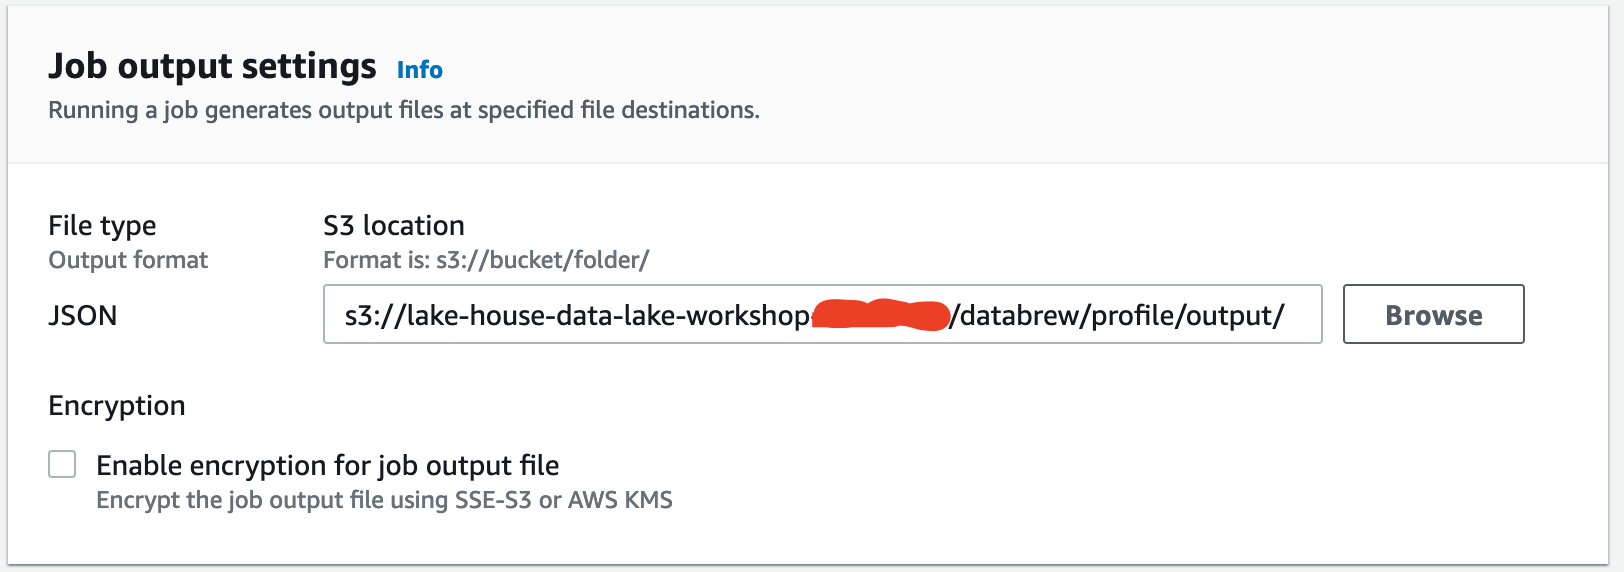 Job output settings Info
Running a job generates output files at specified file destinations.
File type
Output format
S3 location
Format is: s3://bucket/folder/
JSON
s3://lake-house-data-lake-workshop- /databrew/profile/output/
Browse
Encryption
Enable encryption for job output file
Encrypt the job output file using SSE-S3 or AWS KMS